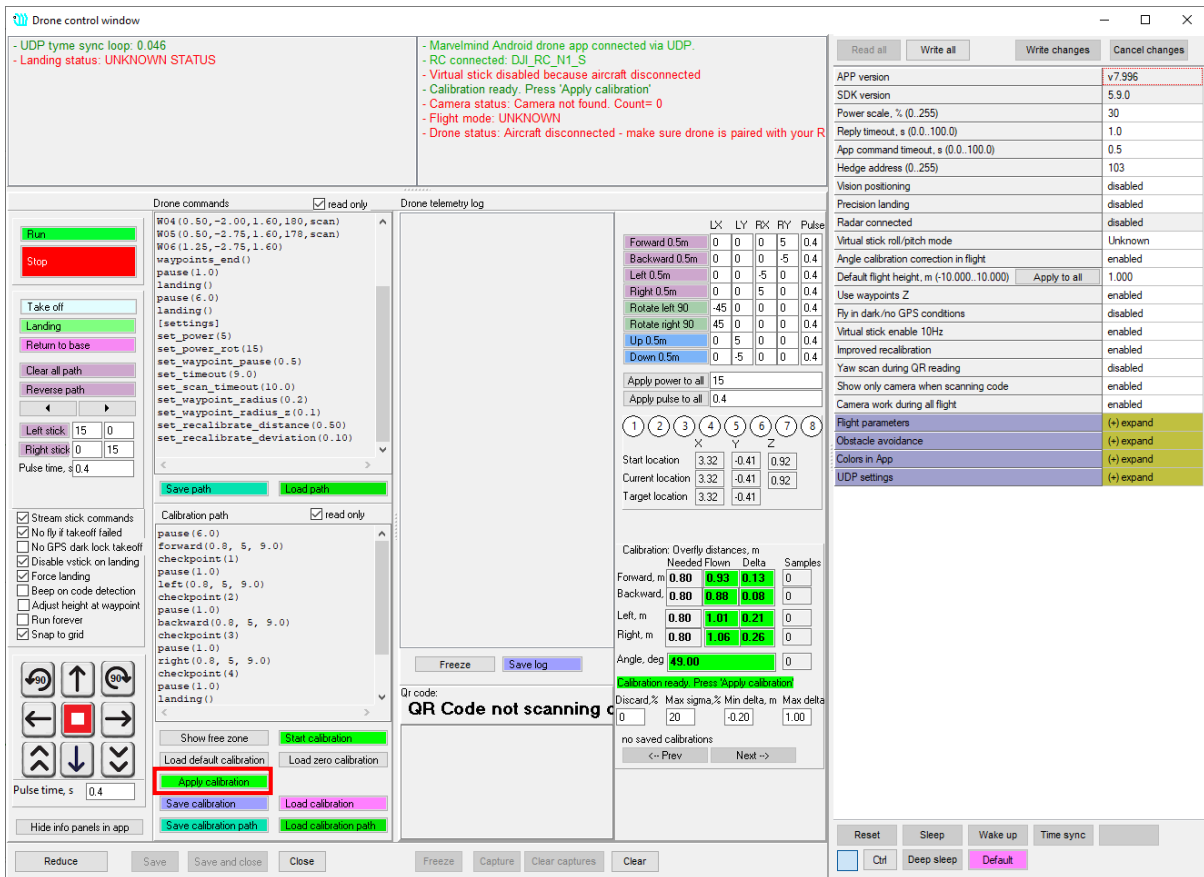 Drone control window
- UDP tyme sync loop: 0.046
- Landing status: UNKNOWN STATUS
- Marvelmind Android drone app connected via UDP.
- RC connected: DJI_RC_N1_S
- Virtual stick disabled because aircraft disconnected
- Calibration ready. Press 'Apply calibration'
- Camera status: Camera not found. Count= 0
- Flight mode: UNKNOWN
- Drone status: Aircraft disconnected - make sure drone is paired with your R
Run
Stop
Take off
Landing
Return to base
Clear all path
Reverse path
Left stick 15 0
Right stick 0 15
Pulse time, s 0.4
Stream stick commands
No fly if takeoff failed
No GPS dark lock takeoff
Disable vstick on landing
Force landing
Beep on code detection
Adjust height at waypoint
Run forever
Snap to grid
90 90
Pulse time, s 0.4
Hide info panels in app
Drone commands read only
W04(0.50,-2.00,1.60,180,scan)
W05(0.50,-2.75,1.60,178,scan)
W06(1.25,-2.75,1.60)
waypoints_end()
pause(1.0)
landing()
pause(6.0)
landing()
[settings]
set_power(5)
set_power_rot(15)
set_waypoint_pause(0.5)
set_timeout(9.0)
set_scan_timeout(10.0)
set_waypoint_radius(0.2)
set_waypoint_radius_z(0.1)
set_recalibrate_distance(0.50)
set_recalibrate_deviation(0.10)
Save path Load path
Calibration path read only
pause(6.0)
forward(0.8, 5, 9.0)
checkpoint(1)
pause(1.0)
left(0.8, 5, 9.0)
checkpoint(2)
pause(1.0)
backward(0.8, 5, 9.0)
checkpoint(3)
pause(1.0)
right(0.8, 5, 9.0)
checkpoint(4)
pause(1.0)
landing()
Show free zone Start calibration
Load default calibration Load zero calibration
Apply calibration
Save calibration Load calibration
Save calibration path Load calibration path
Drone telemetry log
Freeze Save log
Qr code:
QR Code not scanning
LX LY RX RY Pulse
Forward 0.5m 0 0 0 5 0.4
Backward 0.5m 0 0 0 -5 0.4
Left 0.5m 0 0 -5 0 0.4
Right 0.5m 0 0 5 0 0.4
Rotate left 90 -45 0 0 0 0.4
Rotate right 90 45 0 0 0 0.4
Up 0.5m 0 5 0 0 0.4
Down 0.5m 0 -5 0 0 0.4
Apply power to all 15
Apply pulse to all 0.4
1 2 3 4 5 6 7 8
X Y Z
Start location 3.32 -0.41 0.92
Current location 3.32 -0.41 0.92
Target location 3.32 -0.41
Calibration: Overfly distances, m
Needed Flown Delta Samples
Forward, m 0.80 0.93 0.13 0
Backward, 0.80 0.88 0.08 0
Left, m 0.80 1.01 0.21 0
Right, m 0.80 1.06 0.26 0
Angle, deg 49.00 0
Calibration ready. Press 'Apply calibration'
Discard,% Max sigma,% Min delta, m Max delta
0 20 -0.20 1.00
no saved calibrations
<-- Prev Next -->
Reduce Save Save and close Close Freeze Capture Clear captures Clear
Read all Write all Write changes Cancel changes
APP version v7.996
SDK version 5.9.0
Power scale, % (0..255) 30
Reply timeout, s (0.0..100.0) 1.0
App command timeout, s (0.0..100.0) 0.5
Hedge address (0..255) 103
Vision positioning disabled
Precision landing disabled
Radar connected disabled
Virtual stick roll/pitch mode Unknown
Angle calibration correction in flight enabled
Default flight height, m (-10.000..10.000) Apply to all 1.000
Use waypoints Z enabled
Fly in dark/no GPS conditions disabled
Virtual stick enable 10Hz enabled
Improved recalibration enabled
Yaw scan during QR reading disabled
Show only camera when scanning code enabled
Camera work during all flight enabled
Flight parameters (+) expand
Obstacle avoidance (+) expand
Colors in App (+) expand
UDP settings (+) expand
Reset Sleep Wake up Time sync
Ctrl Deep sleep Default